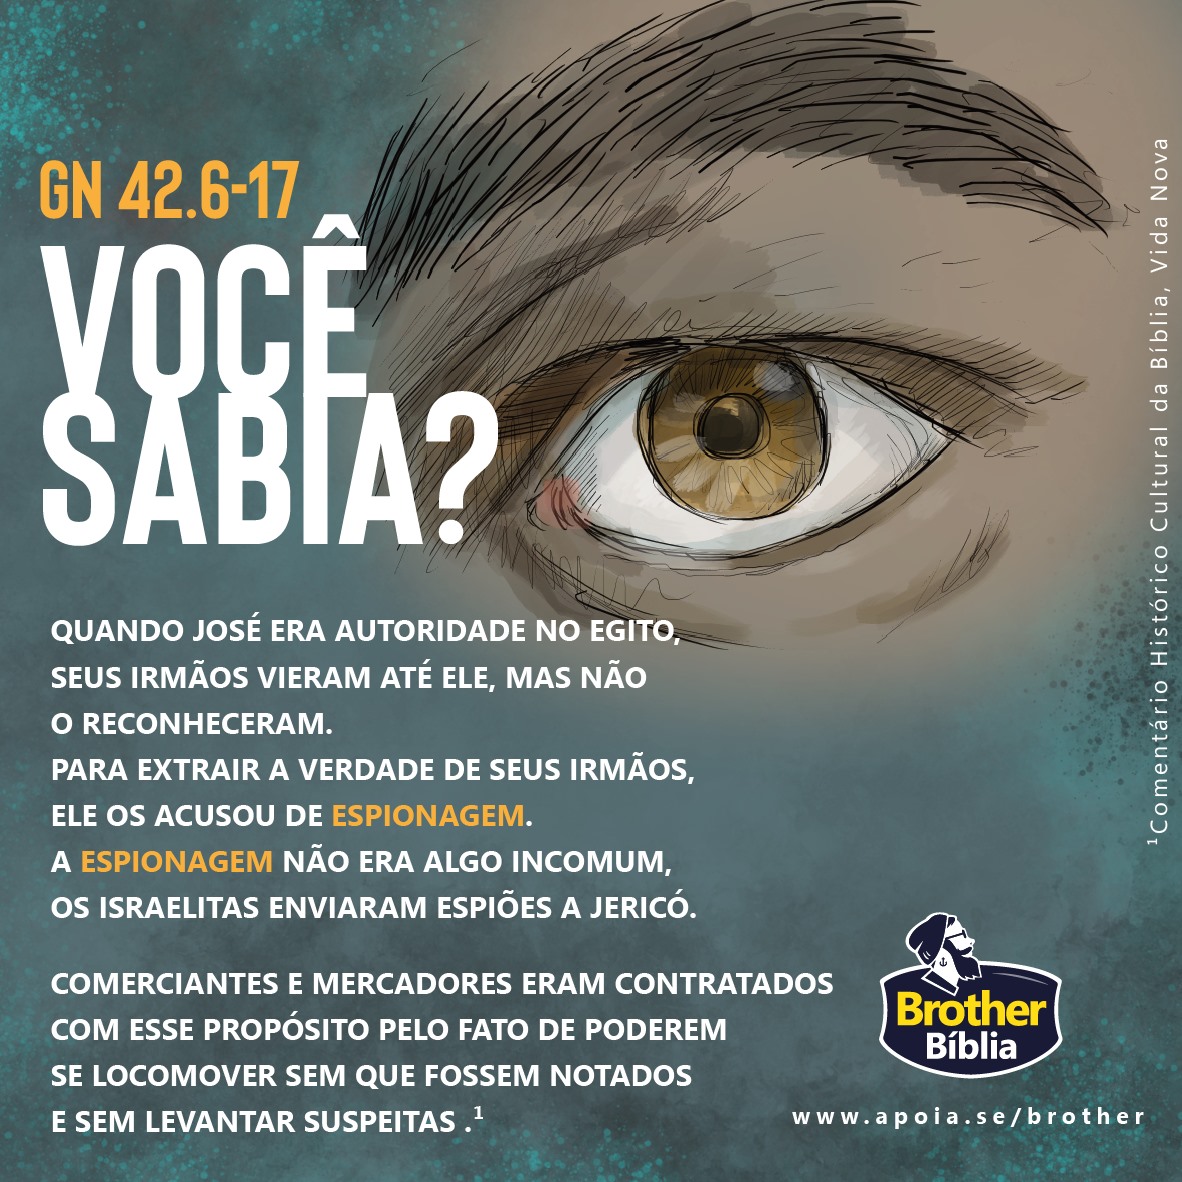 GN 42.6-17
VOCÊ
SABIA?
QUANDO JOSÉ ERA AUTORIDADE NO EGITO,
SEUS IRMÃOS VIERAM ATÉ ELE, MAS NÃO
O RECONHECERAM.
PARA EXTRAIR A VERDADE DE SEUS IRMÃOS,
ELE OS ACUSOU DE ESPIONAGEM.
A ESPIONAGEM NÃO ERA ALGO INCOMUM,
OS ISRAELITAS ENVIARAM ESPIÕES A JERICÓ.
COMERCIANTES E MERCADORES ERAM CONTRATADOS
COM ESSE PROPÓSITO PELO FATO DE PODEREM
SE LOCOMOVER SEM QUE FOSSEM NOTADOS
E SEM LEVANTAR SUSPEITAS .¹
Brother
Bíblia
www.apoia.se/brother
¹Comentário Histórico Cultural da Bíblia, Vida Nova